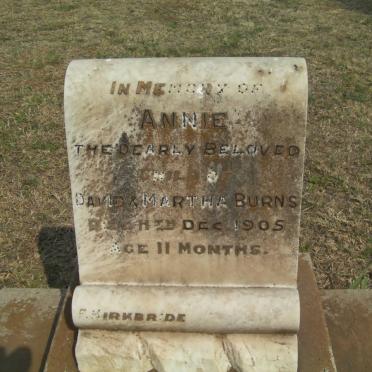 IN MEMORY OF
ANNIE
THE DEARLY BELOVED
CHILD OF
DAVID & MARTHA BURNS
DEC. 1905
AGE 11 MONTHS.
F. KIRKBRIDE